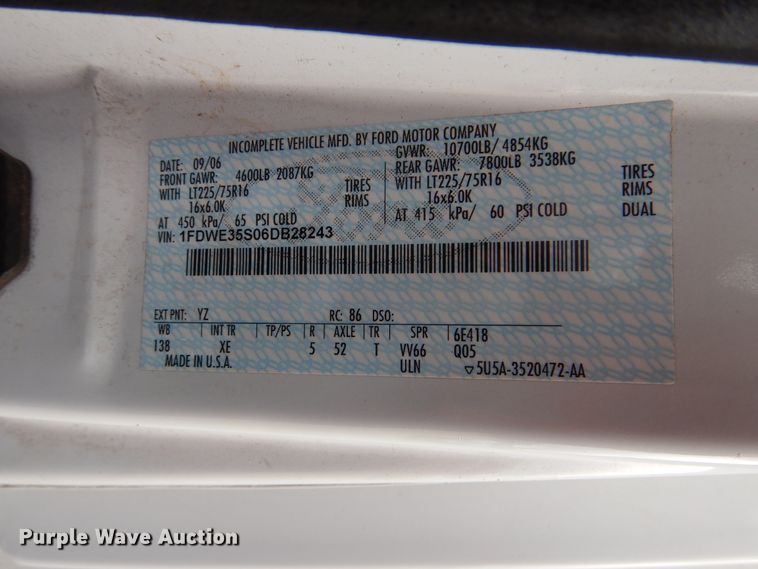 INCOMPLETE VEHICLE MFD. BY FORD MOTOR COMPANY
DATE: 09/06 GVWR: 10700LB/ 4854KG
FRONT GAWR: 4600LB 2087KG REAR GAWR: 7800LB 3538KG
WITH LT225/75R16 TIRES WITH LT225/75R16 TIRES
16x6.0K RIMS 16x6.0K RIMS
AT 450 kPa/ 65 PSI COLD AT 415 kPa/ 60 PSI COLD DUAL
VIN: 1FDWE35S06DB28243
EXT PNT: YZ RC: 86 DSO:
WB INT TR TP/PS R AXLE TR SPR 6E418
138 XE 5 52 T VV66 Q05
MADE IN U.S.A. ULN ▽5U5A-3520472-AA
Purple Wave Auction